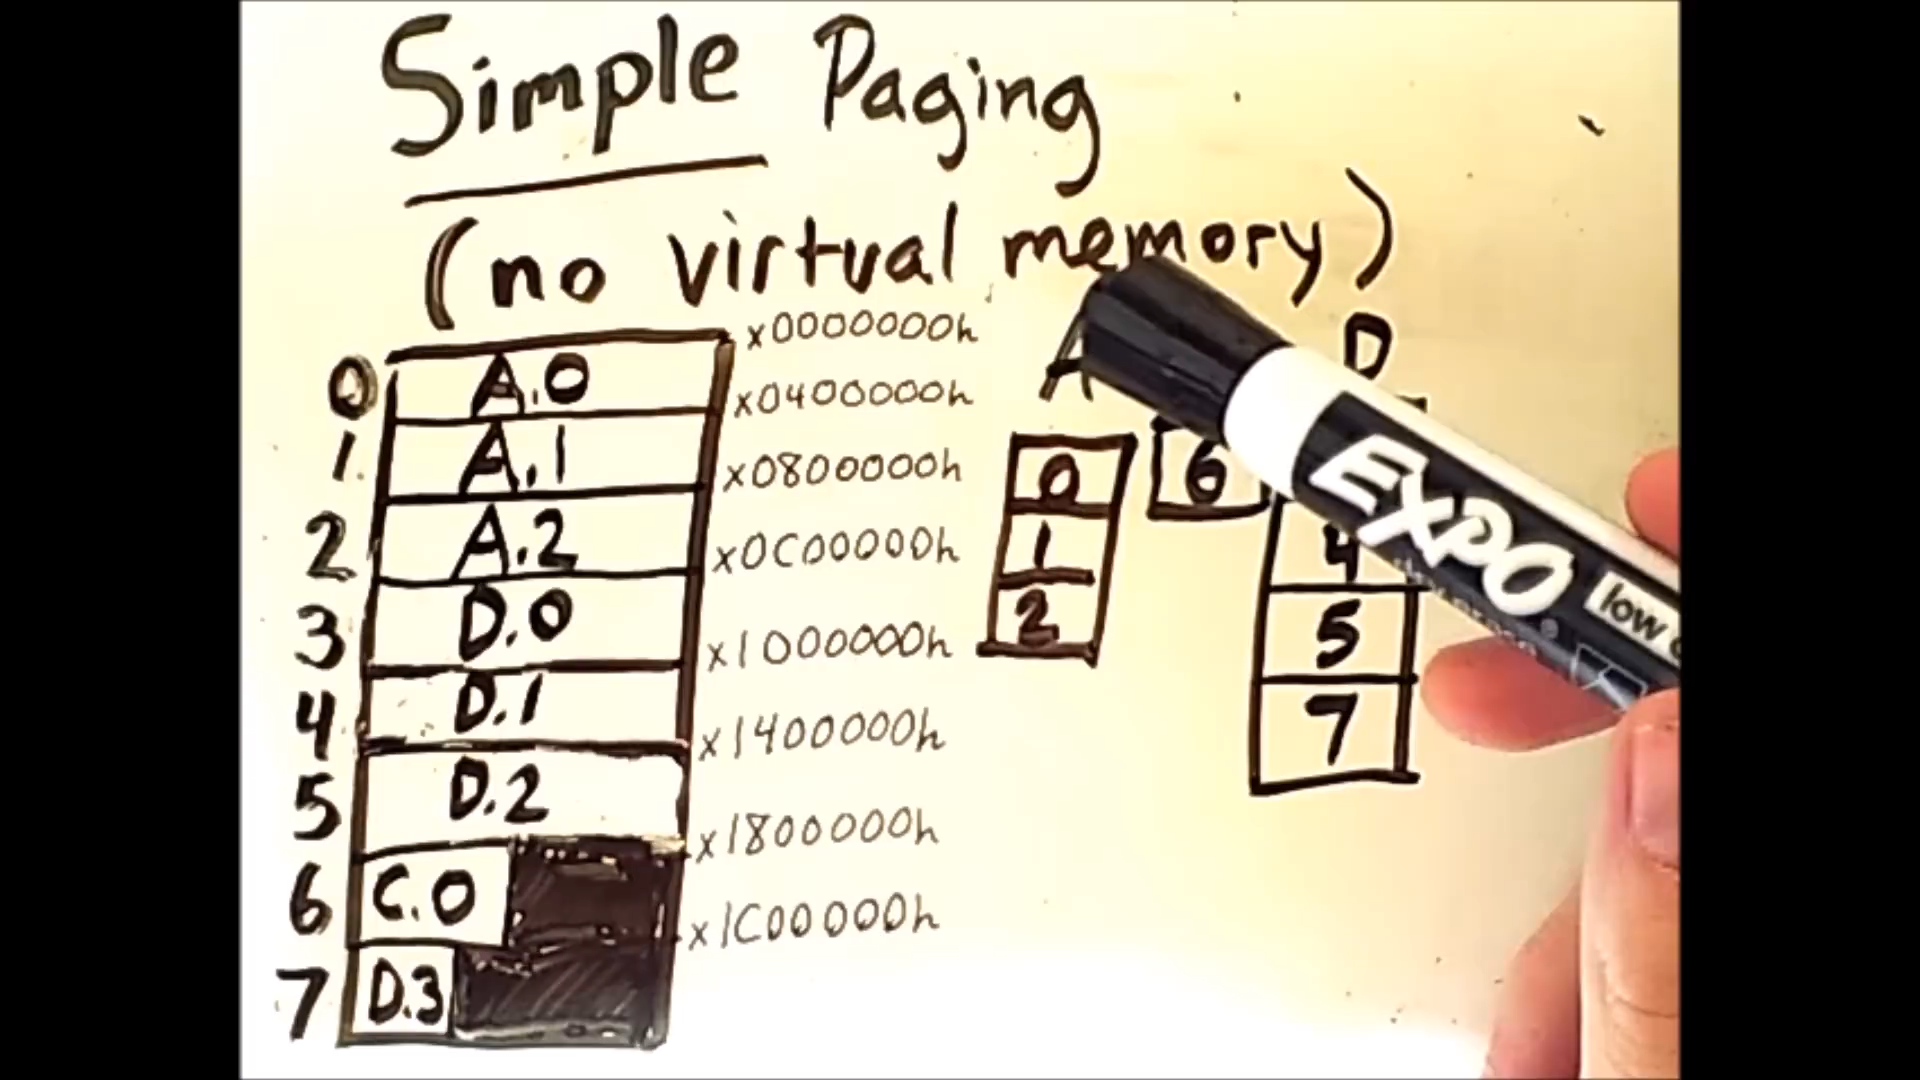 Simple Paging
(no virtual memory)
x0000000h
0 A.0
x0400000h
1 A.1
x0800000h
2 A.2
x0C00000h
3 D.0
x1000000h
4 D.1
x1400000h
5 D.2
x1800000h
6 C.0
x1C00000h
7 D.3
A
0
1
2
6
D
4
5
7
EXPO
low